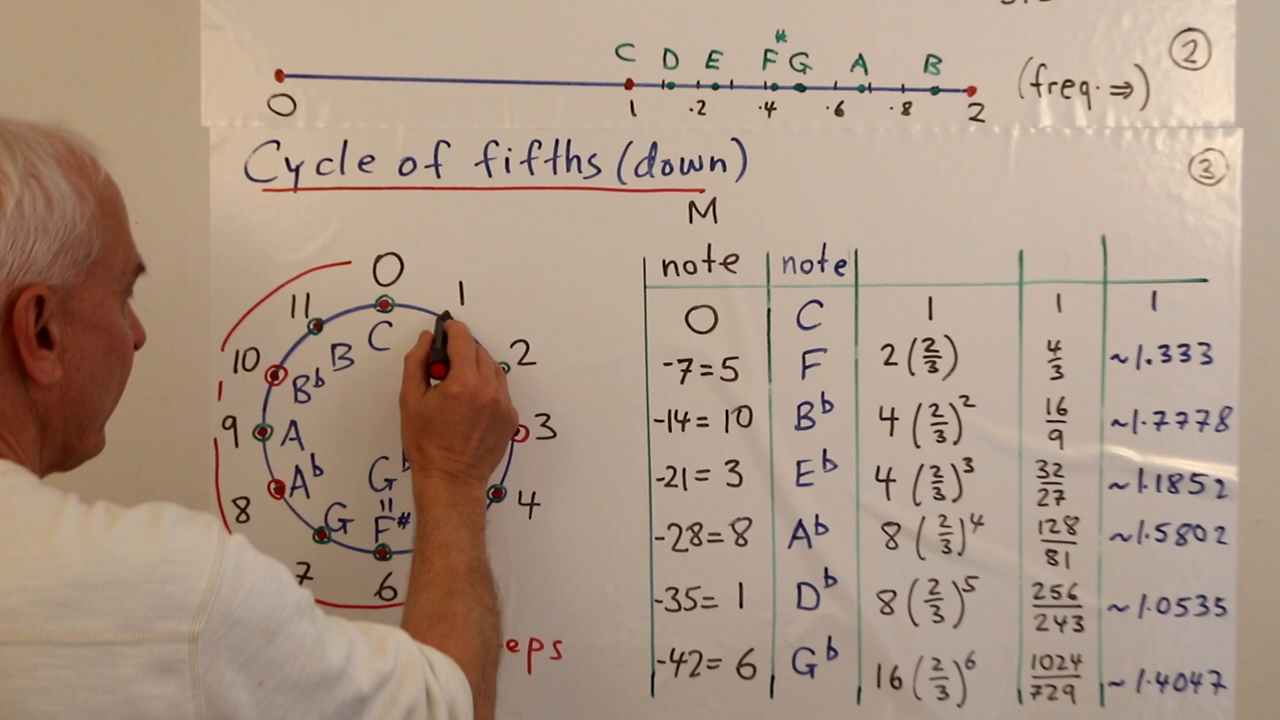 ②
C D E F# G A B
(freq. ⇒)
0 1 .2 .4 .6 .8 2
Cycle of fifths (down)
③
M
note note
0 C 1 1 1
-7=5 F 2(2/3) 4/3 ~1.333
-14=10 Bb 4(2/3)^2 16/9 ~1.7778
-21=3 Eb 4(2/3)^3 32/27 ~1.1852
-28=8 Ab 8(2/3)^4 128/81 ~1.5802
-35=1 Db 8(2/3)^5 256/243 ~1.0535
-42=6 Gb 16(2/3)^6 1024/729 ~1.4047
0
11 1
C
B
10 2
Bb
9 A 3
Ab Gb
8 4
G
"
F#
7
6
eps